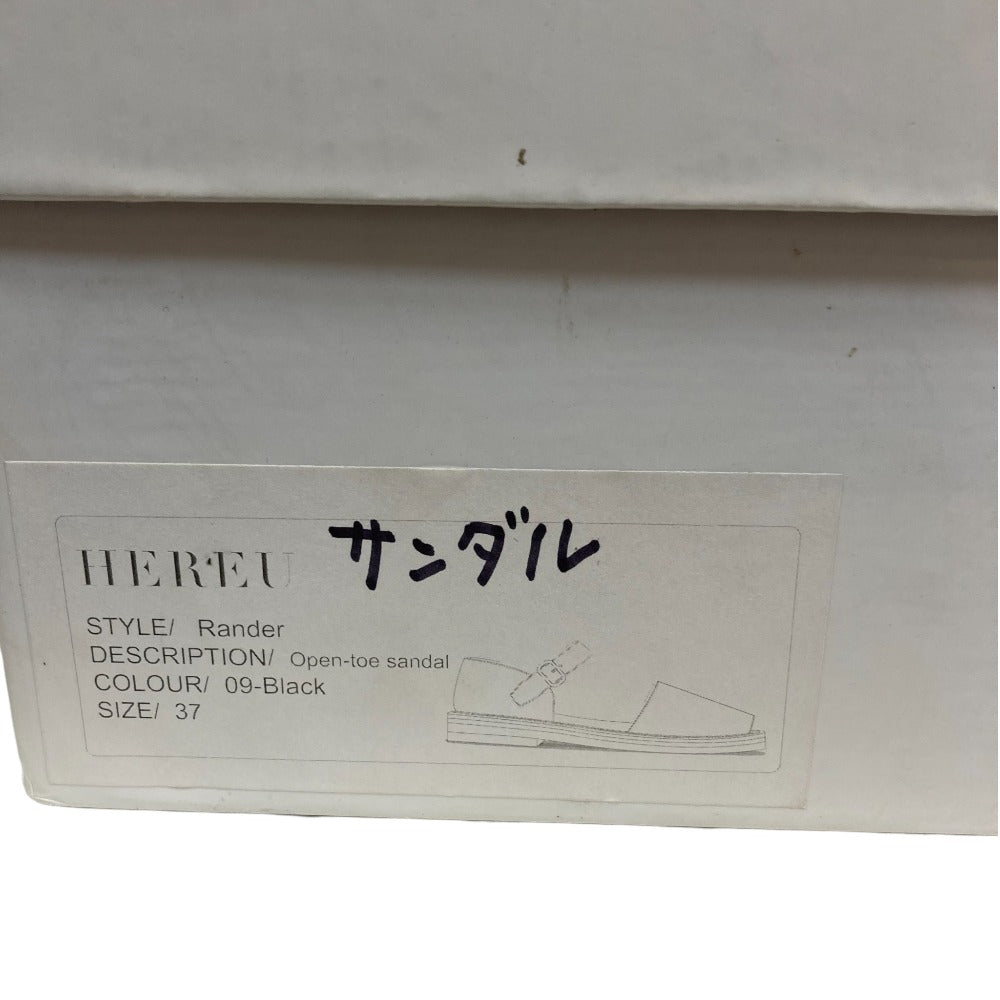 HEREU サンダル
STYLE/ Rander
DESCRIPTION/ Open-toe sandal
COLOUR/ 09-Black
SIZE/ 37